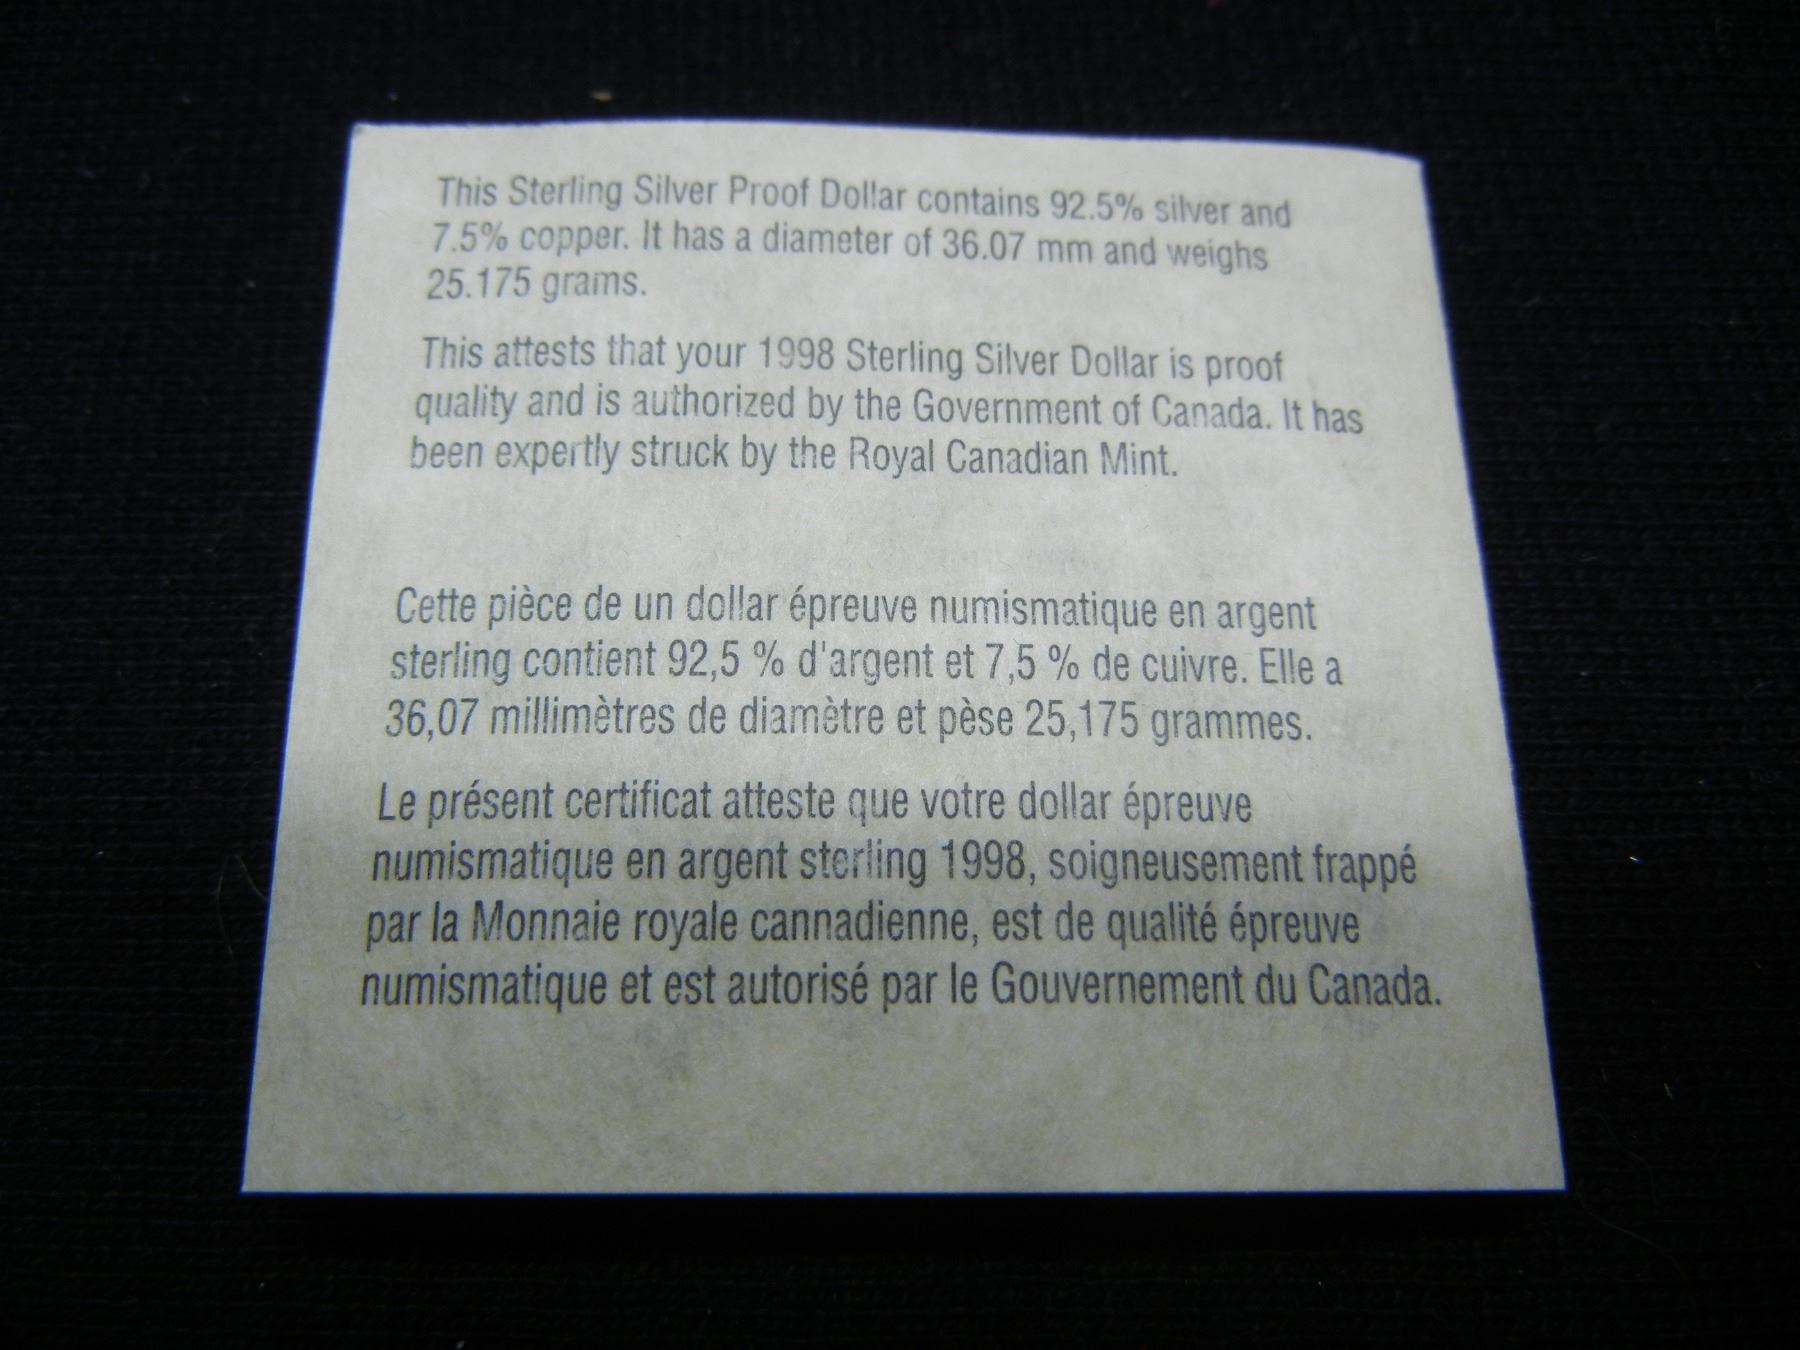 This Sterling Silver Proof Dollar contains 92.5% silver and
7.5% copper. It has a diameter of 36.07 mm and weighs
25.175 grams.
This attests that your 1998 Sterling Silver Dollar is proof
quality and is authorized by the Government of Canada. It has
been expertly struck by the Royal Canadian Mint.
Cette pièce de un dollar épreuve numismatique en argent
sterling contient 92,5 % d'argent et 7,5 % de cuivre. Elle a
36,07 millimètres de diamètre et pèse 25,175 grammes.
Le présent certificat atteste que votre dollar épreuve
numismatique en argent sterling 1998, soigneusement frappé
par la Monnaie royale cannadienne, est de qualité épreuve
numismatique et est autorisé par le Gouvernement du Canada.